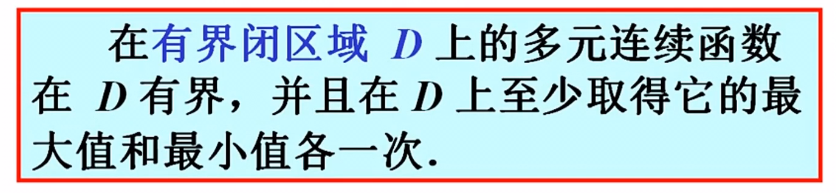 在有界闭区域 D 上的多元连续函数
在 D 有界，并且在 D 上至少取得它的最
大值和最小值各一次.